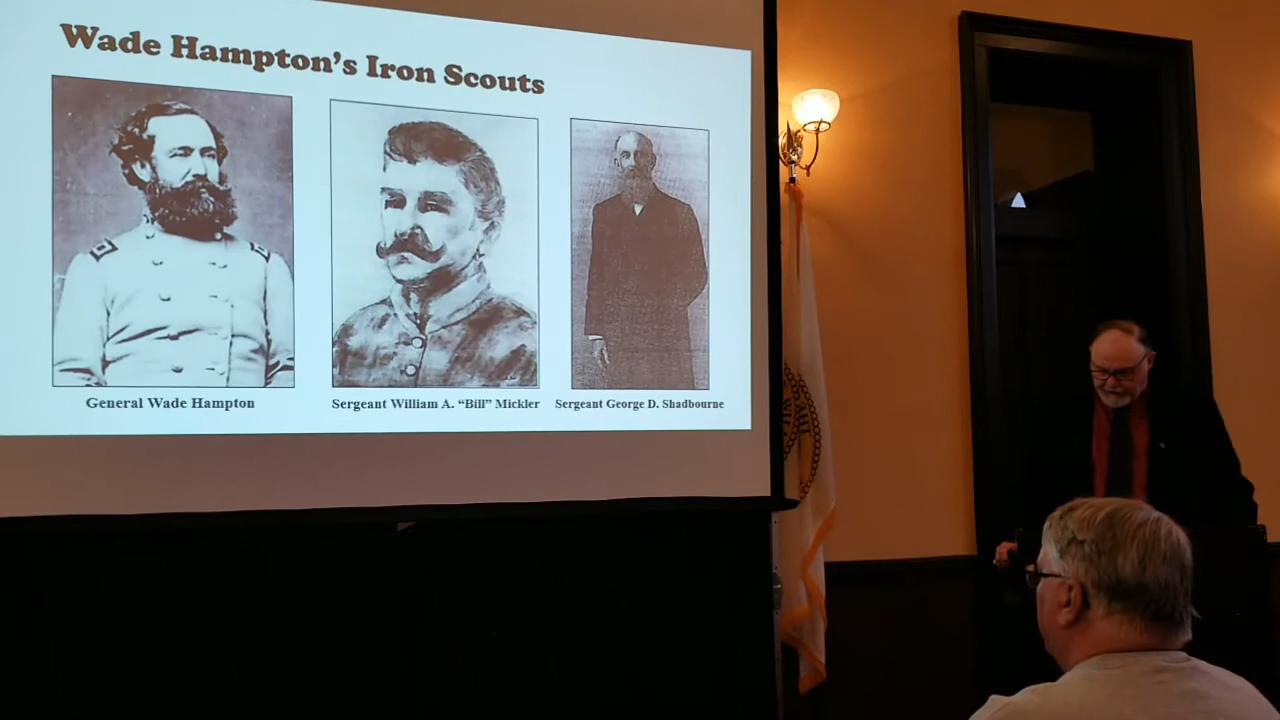 Wade Hampton's Iron Scouts
General Wade Hampton
Sergeant William A. "Bill" Mickler
Sergeant George D. Shadbourne